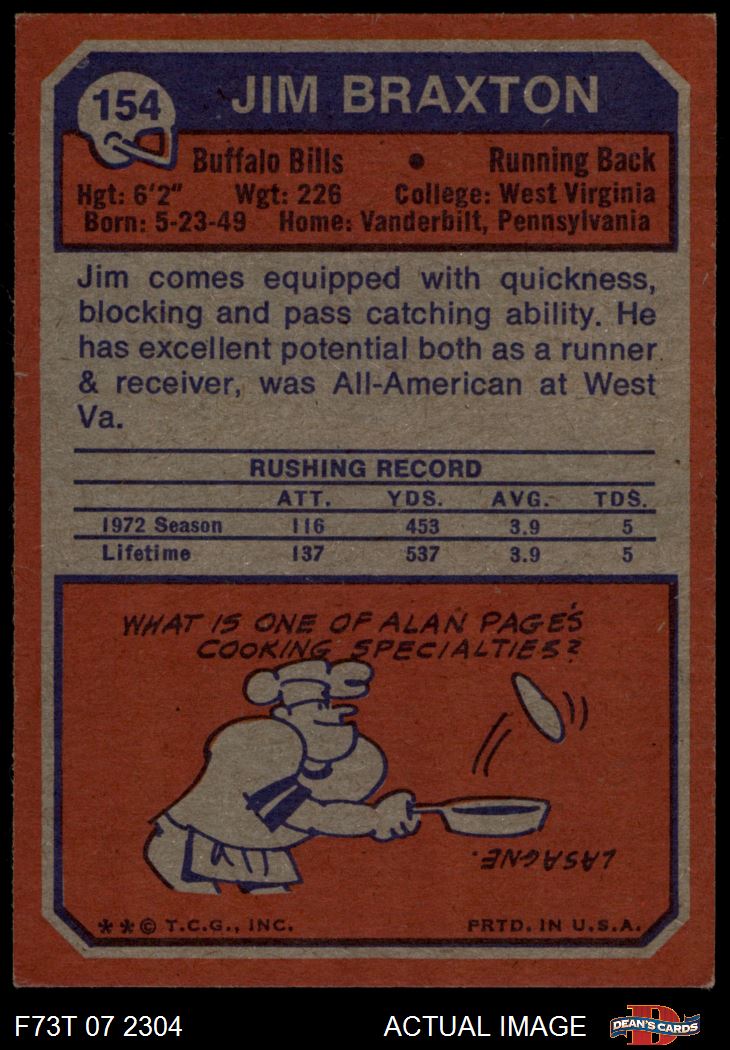 154
JIM BRAXTON
Buffalo Bills • Running Back
Hgt: 6'2" Wgt: 226 College: West Virginia
Born: 5-23-49 Home: Vanderbilt, Pennsylvania
Jim comes equipped with quickness,
blocking and pass catching ability. He
has excellent potential both as a runner
& receiver, was All-American at West
Va.
RUSHING RECORD
ATT. YDS. AVG. TDS.
1972 Season 116 453 3.9 5
Lifetime 137 537 3.9 5
WHAT IS ONE OF ALAN PAGE'S
COOKING SPECIALTIES?
LASAGNE.
**© T.C.G., INC. PRTD. IN U.S.A.
F73T 07 2304 ACTUAL IMAGE
D
DEAN'S CARDS